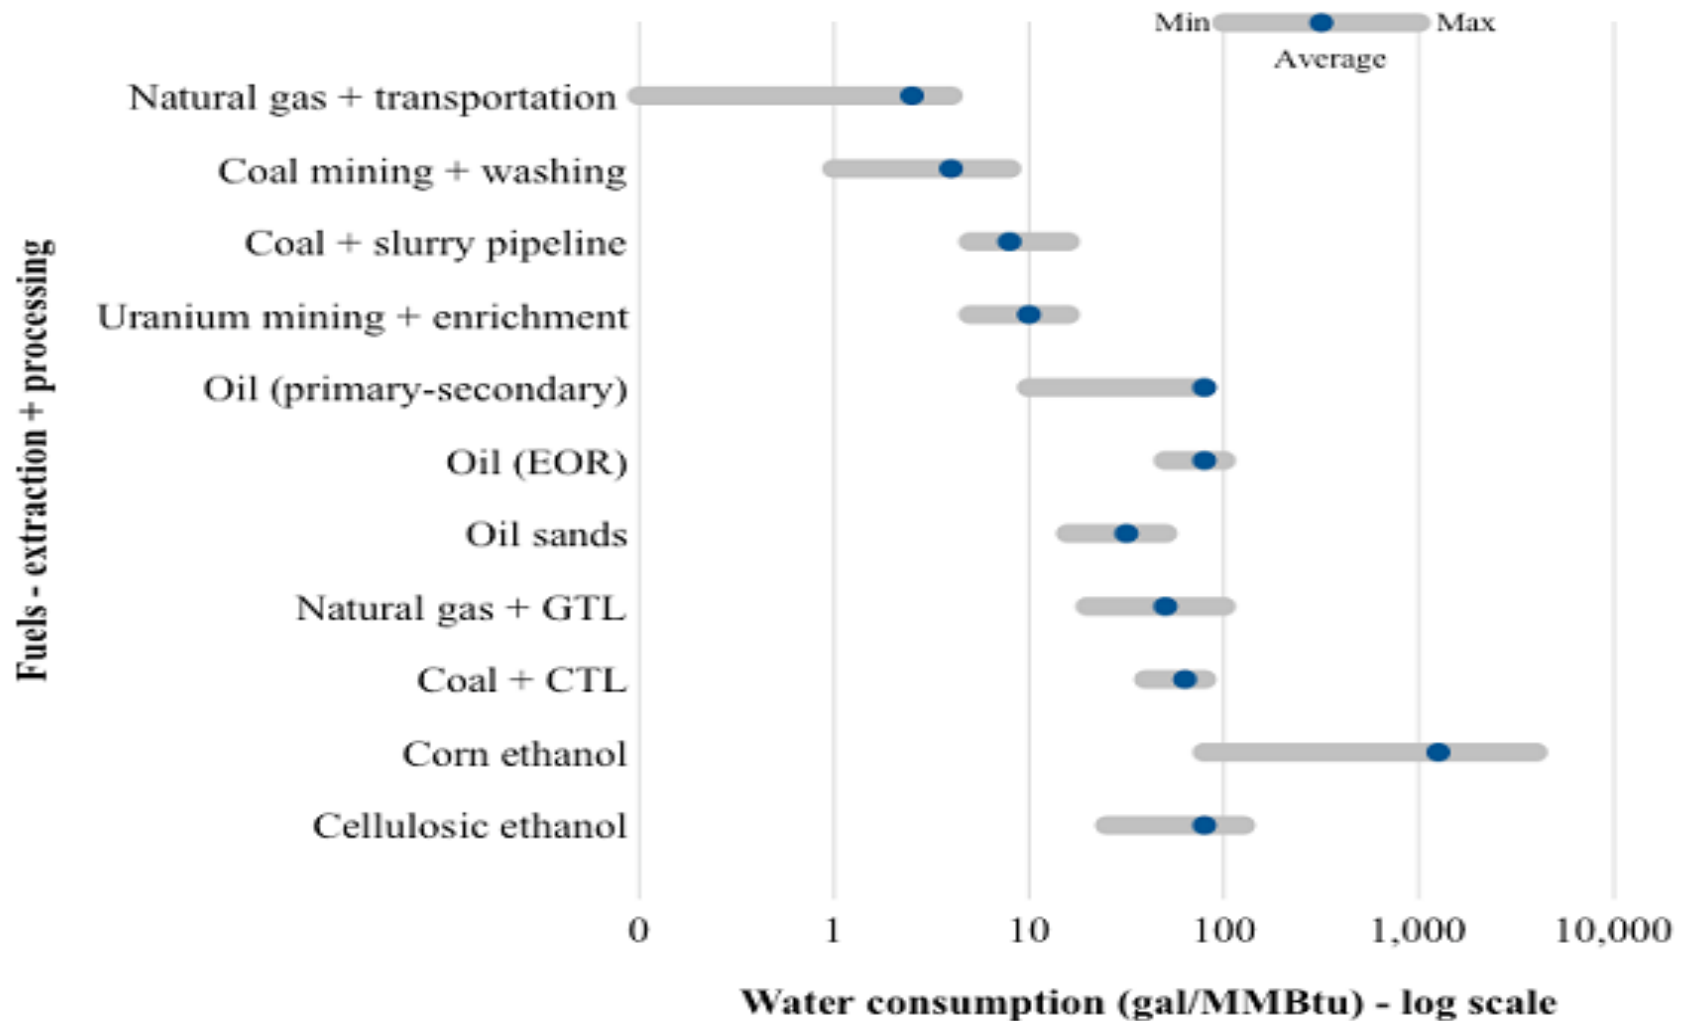 Min Max
Average
Natural gas + transportation
Coal mining + washing
Coal + slurry pipeline
Uranium mining + enrichment
Oil (primary-secondary)
Oil (EOR)
Oil sands
Natural gas + GTL
Coal + CTL
Corn ethanol
Cellulosic ethanol
Fuels - extraction + processing
0 1 10 100 1,000 10,000
Water consumption (gal/MMBtu) - log scale